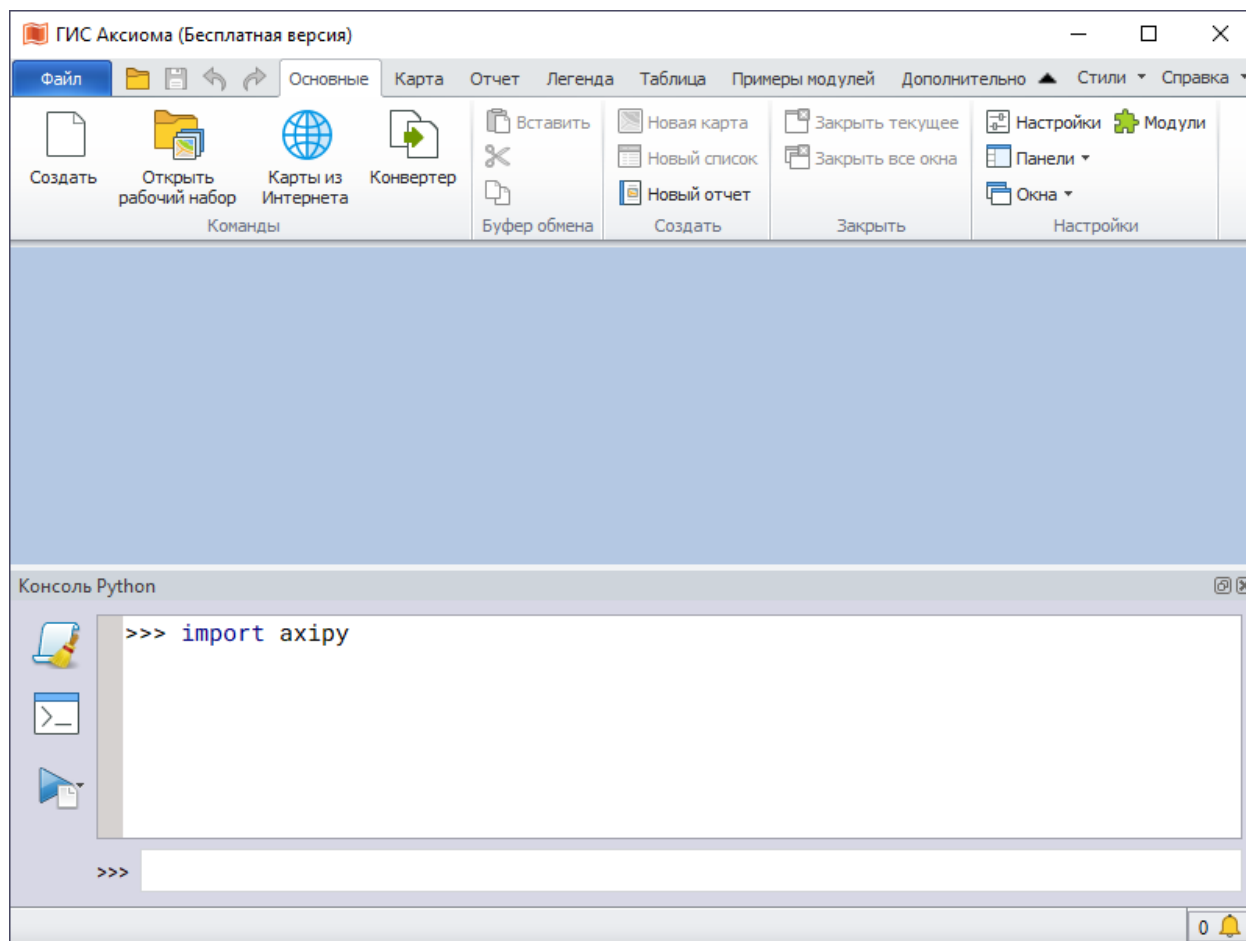 ГИС Аксиома (Бесплатная версия)
Файл Основные Карта Отчет Легенда Таблица Примеры модулей Дополнительно Стили Справка
Создать
Открыть рабочий набор
Карты из Интернета
Конвертер
Команды
Вставить
Буфер обмена
Новая карта
Новый список
Новый отчет
Создать
Закрыть текущее
Закрыть все окна
Закрыть
Настройки Модули
Панели
Окна
Настройки
Консоль Python
>>> import axipy
>>>
0